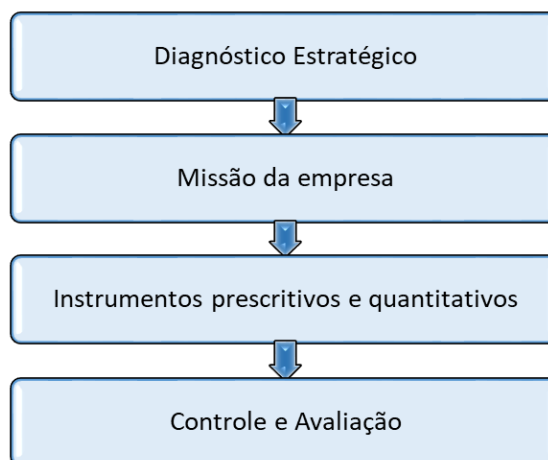 Diagnóstico Estratégico
Missão da empresa
Instrumentos prescritivos e quantitativos
Controle e Avaliação